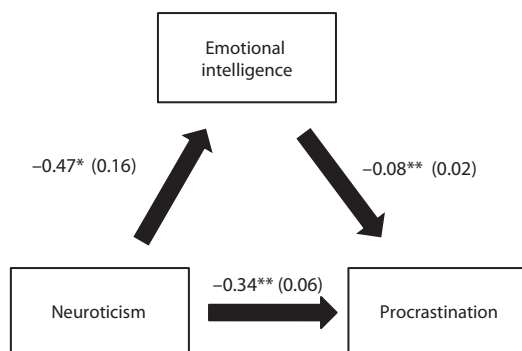 Emotional
intelligence
–0.47* (0.16)
–0.08** (0.02)
–0.34** (0.06)
Neuroticism
Procrastination